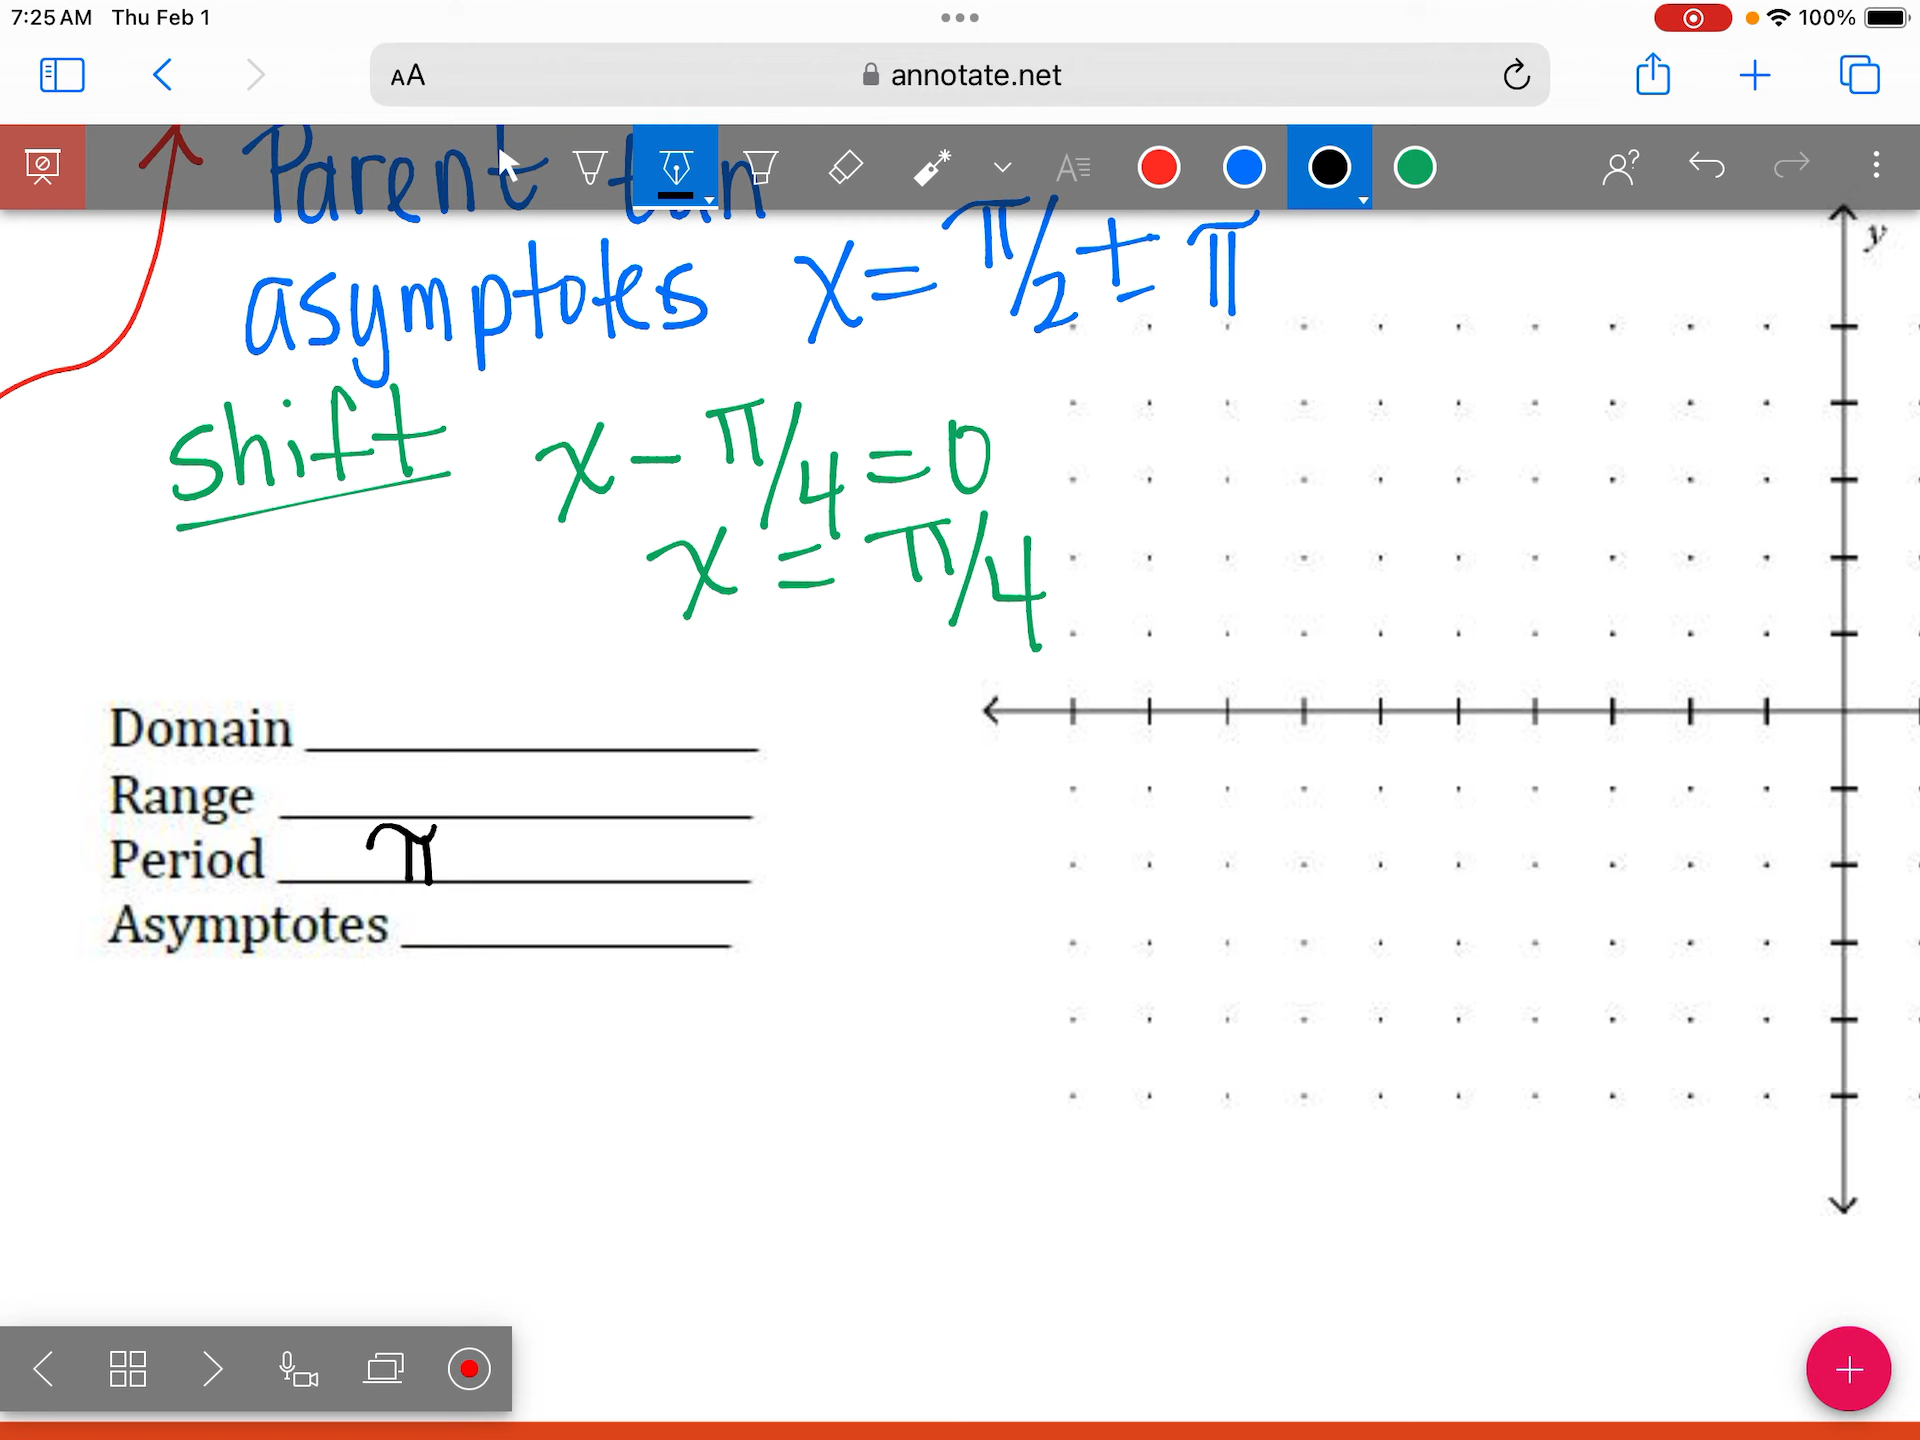 7:25 AM Thu Feb 1
100%
AA
annotate.net
Parent tan
asymptotes x = π/2 ± π
y
shift x - π/4 = 0
x = π/4
Domain
Range
Period π
Asymptotes